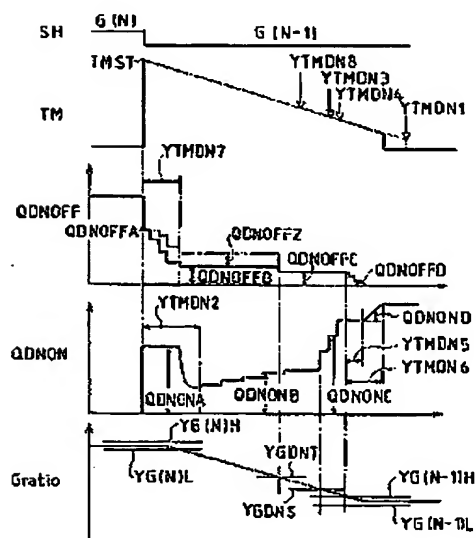 G(N)
SH
G(N-1)
TMST
YTMDN8
YTMDN3
YTMDN4
YTMDN1
TM
YTMDN7
QDNOFF
QDNOFFA
QDNOFFZ
QDNOFFC
QDNOFFB
QDNOFFD
YTMDN2
QDNON
QDNOND
YTMDN5
YTMDN6
QDNONA
QDNONB
QDNONC
YG(N)H
YG(N)L
Gratio
YGDN7
YGDNS
YG(N-1)H
YG(N-1)L